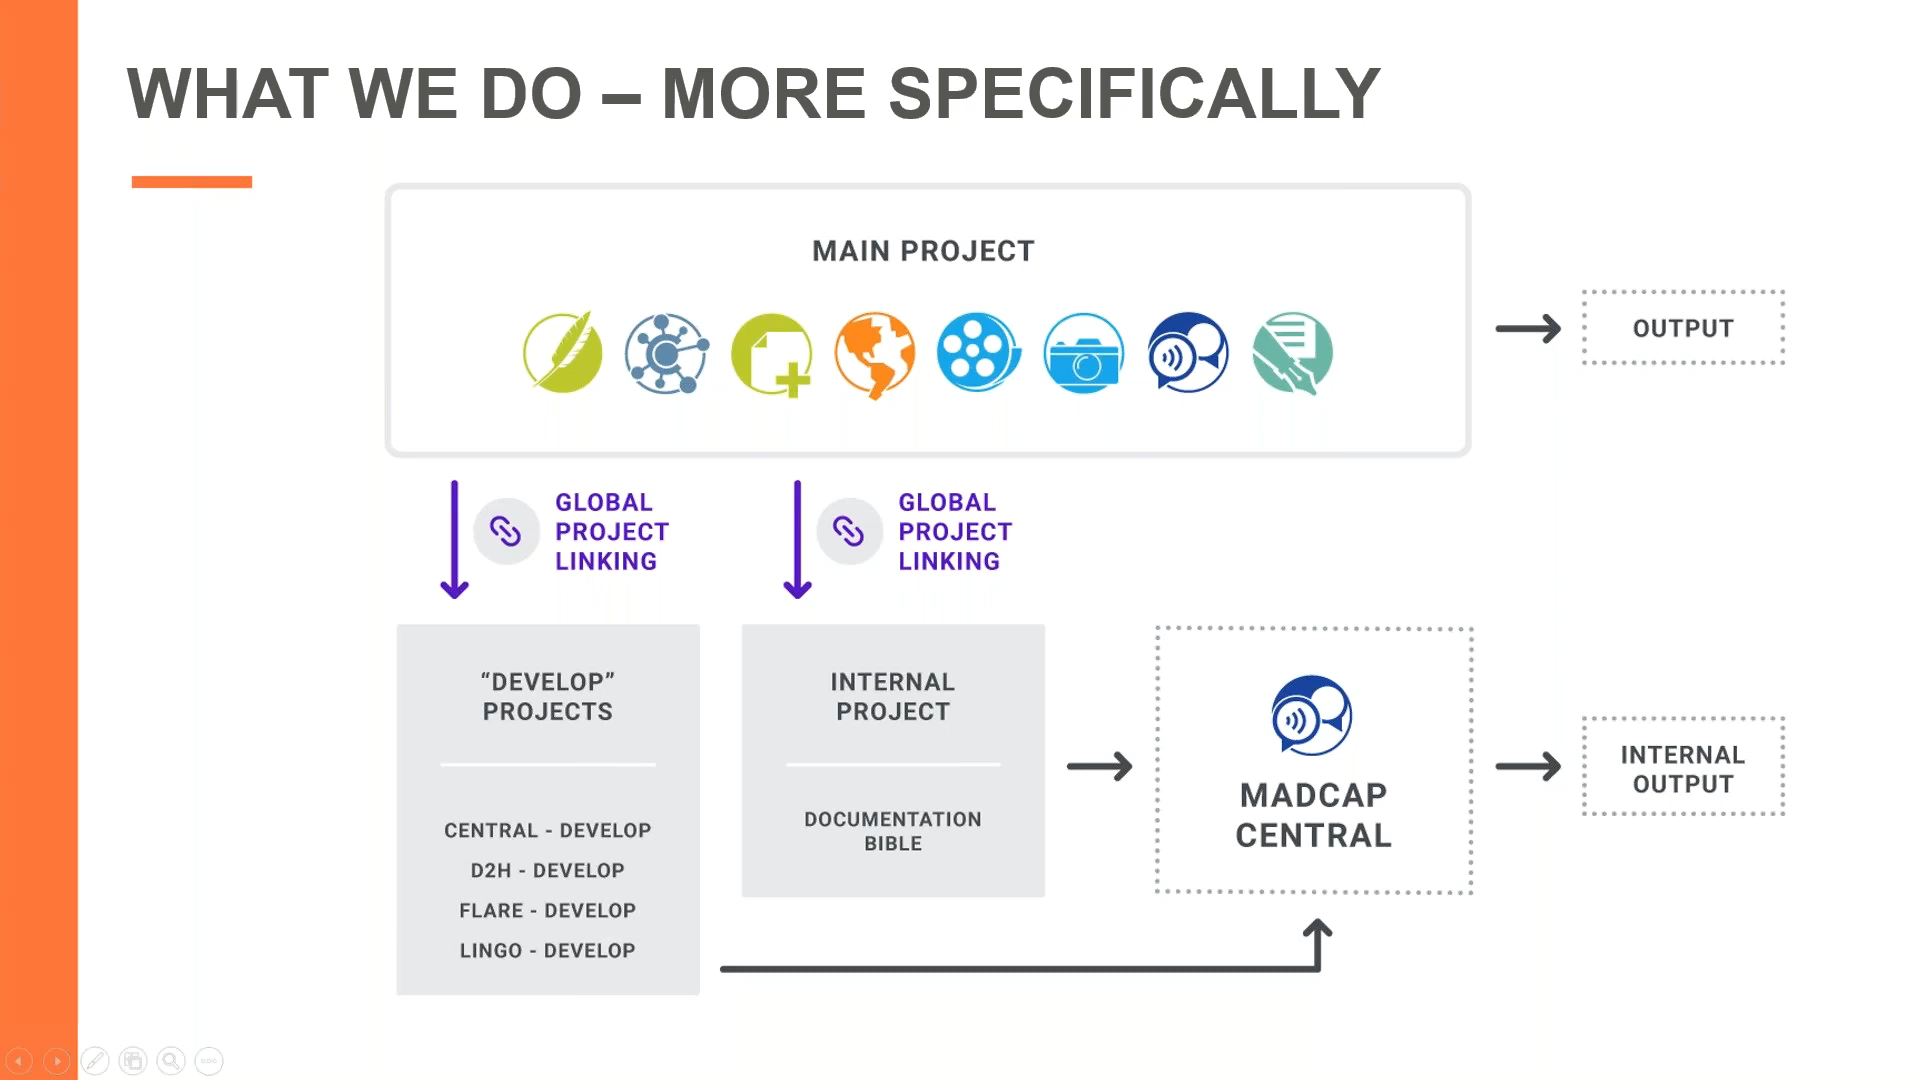 WHAT WE DO – MORE SPECIFICALLY
MAIN PROJECT
OUTPUT
GLOBAL
PROJECT
LINKING
GLOBAL
PROJECT
LINKING
“DEVELOP”
PROJECTS
CENTRAL - DEVELOP
D2H - DEVELOP
FLARE - DEVELOP
LINGO - DEVELOP
INTERNAL
PROJECT
DOCUMENTATION
BIBLE
MADCAP
CENTRAL
INTERNAL
OUTPUT